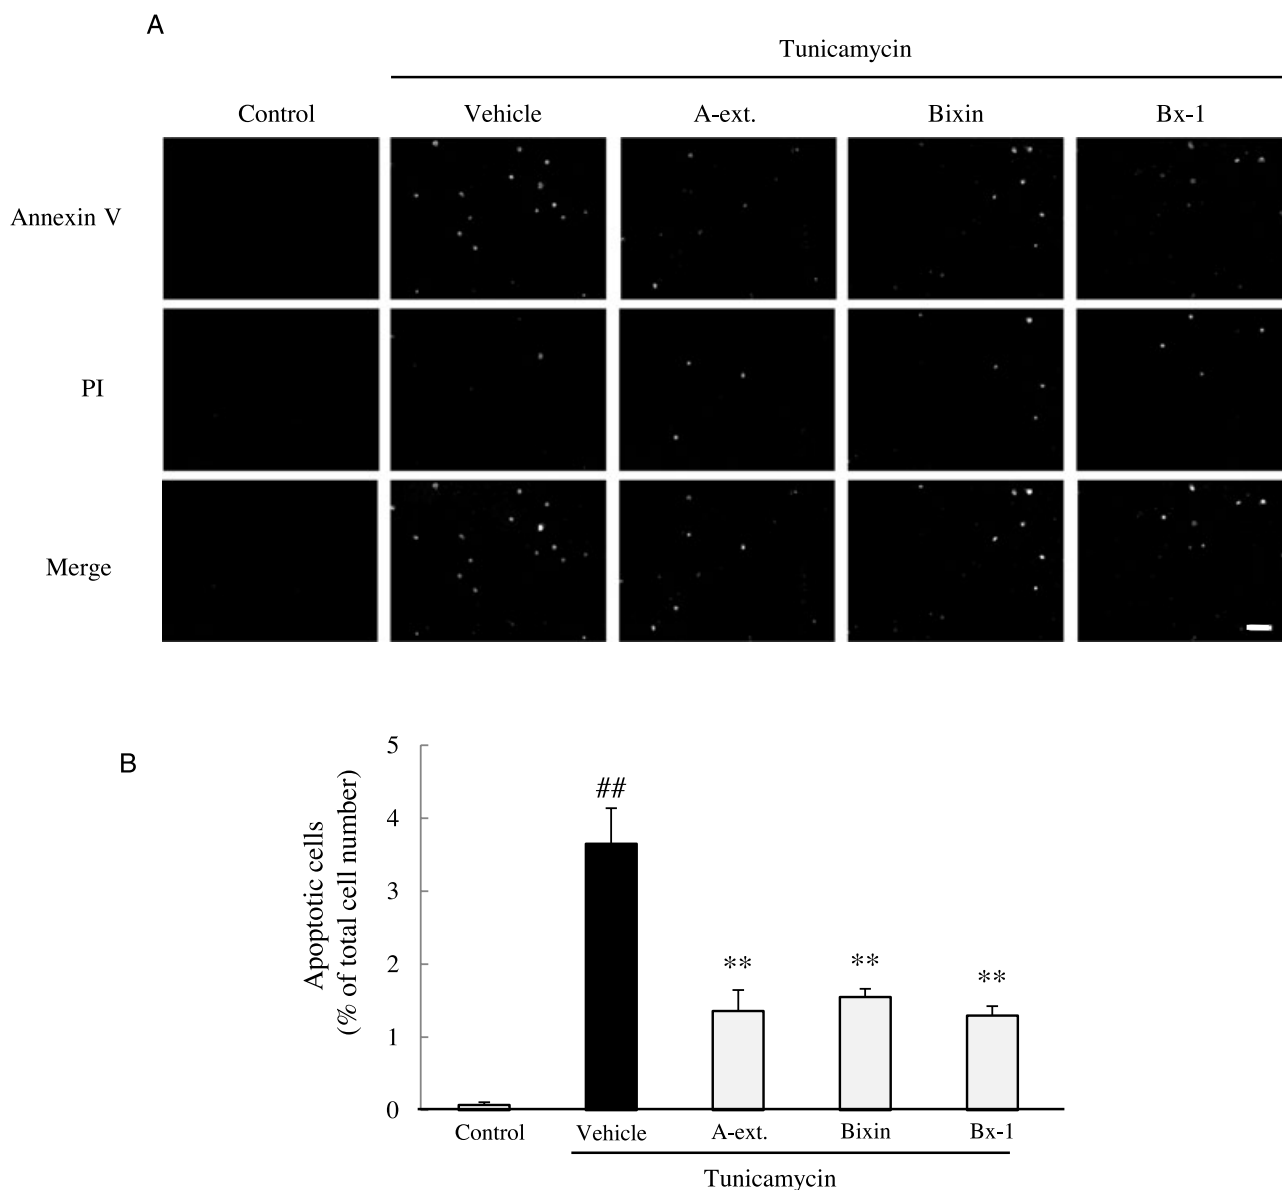 A
Tunicamycin
Control Vehicle A-ext. Bixin Bx-1
Annexin V
PI
Merge
B
5
4
3
2
1
0
Apoptotic cells
(% of total cell number)
##
** ** **
Control Vehicle A-ext. Bixin Bx-1
Tunicamycin